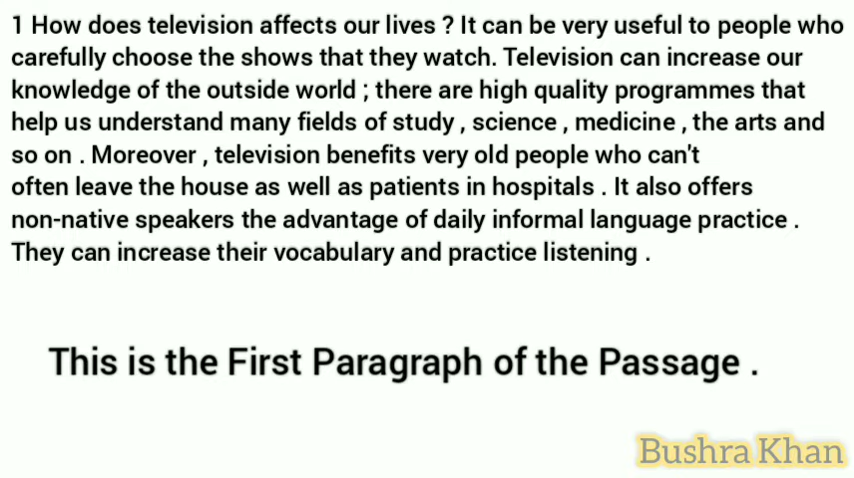 1 How does television affects our lives ? It can be very useful to people who
carefully choose the shows that they watch. Television can increase our
knowledge of the outside world ; there are high quality programmes that
help us understand many fields of study , science , medicine , the arts and
so on . Moreover , television benefits very old people who can't
often leave the house as well as patients in hospitals . It also offers
non-native speakers the advantage of daily informal language practice .
They can increase their vocabulary and practice listening .
This is the First Paragraph of the Passage .
Bushra Khan